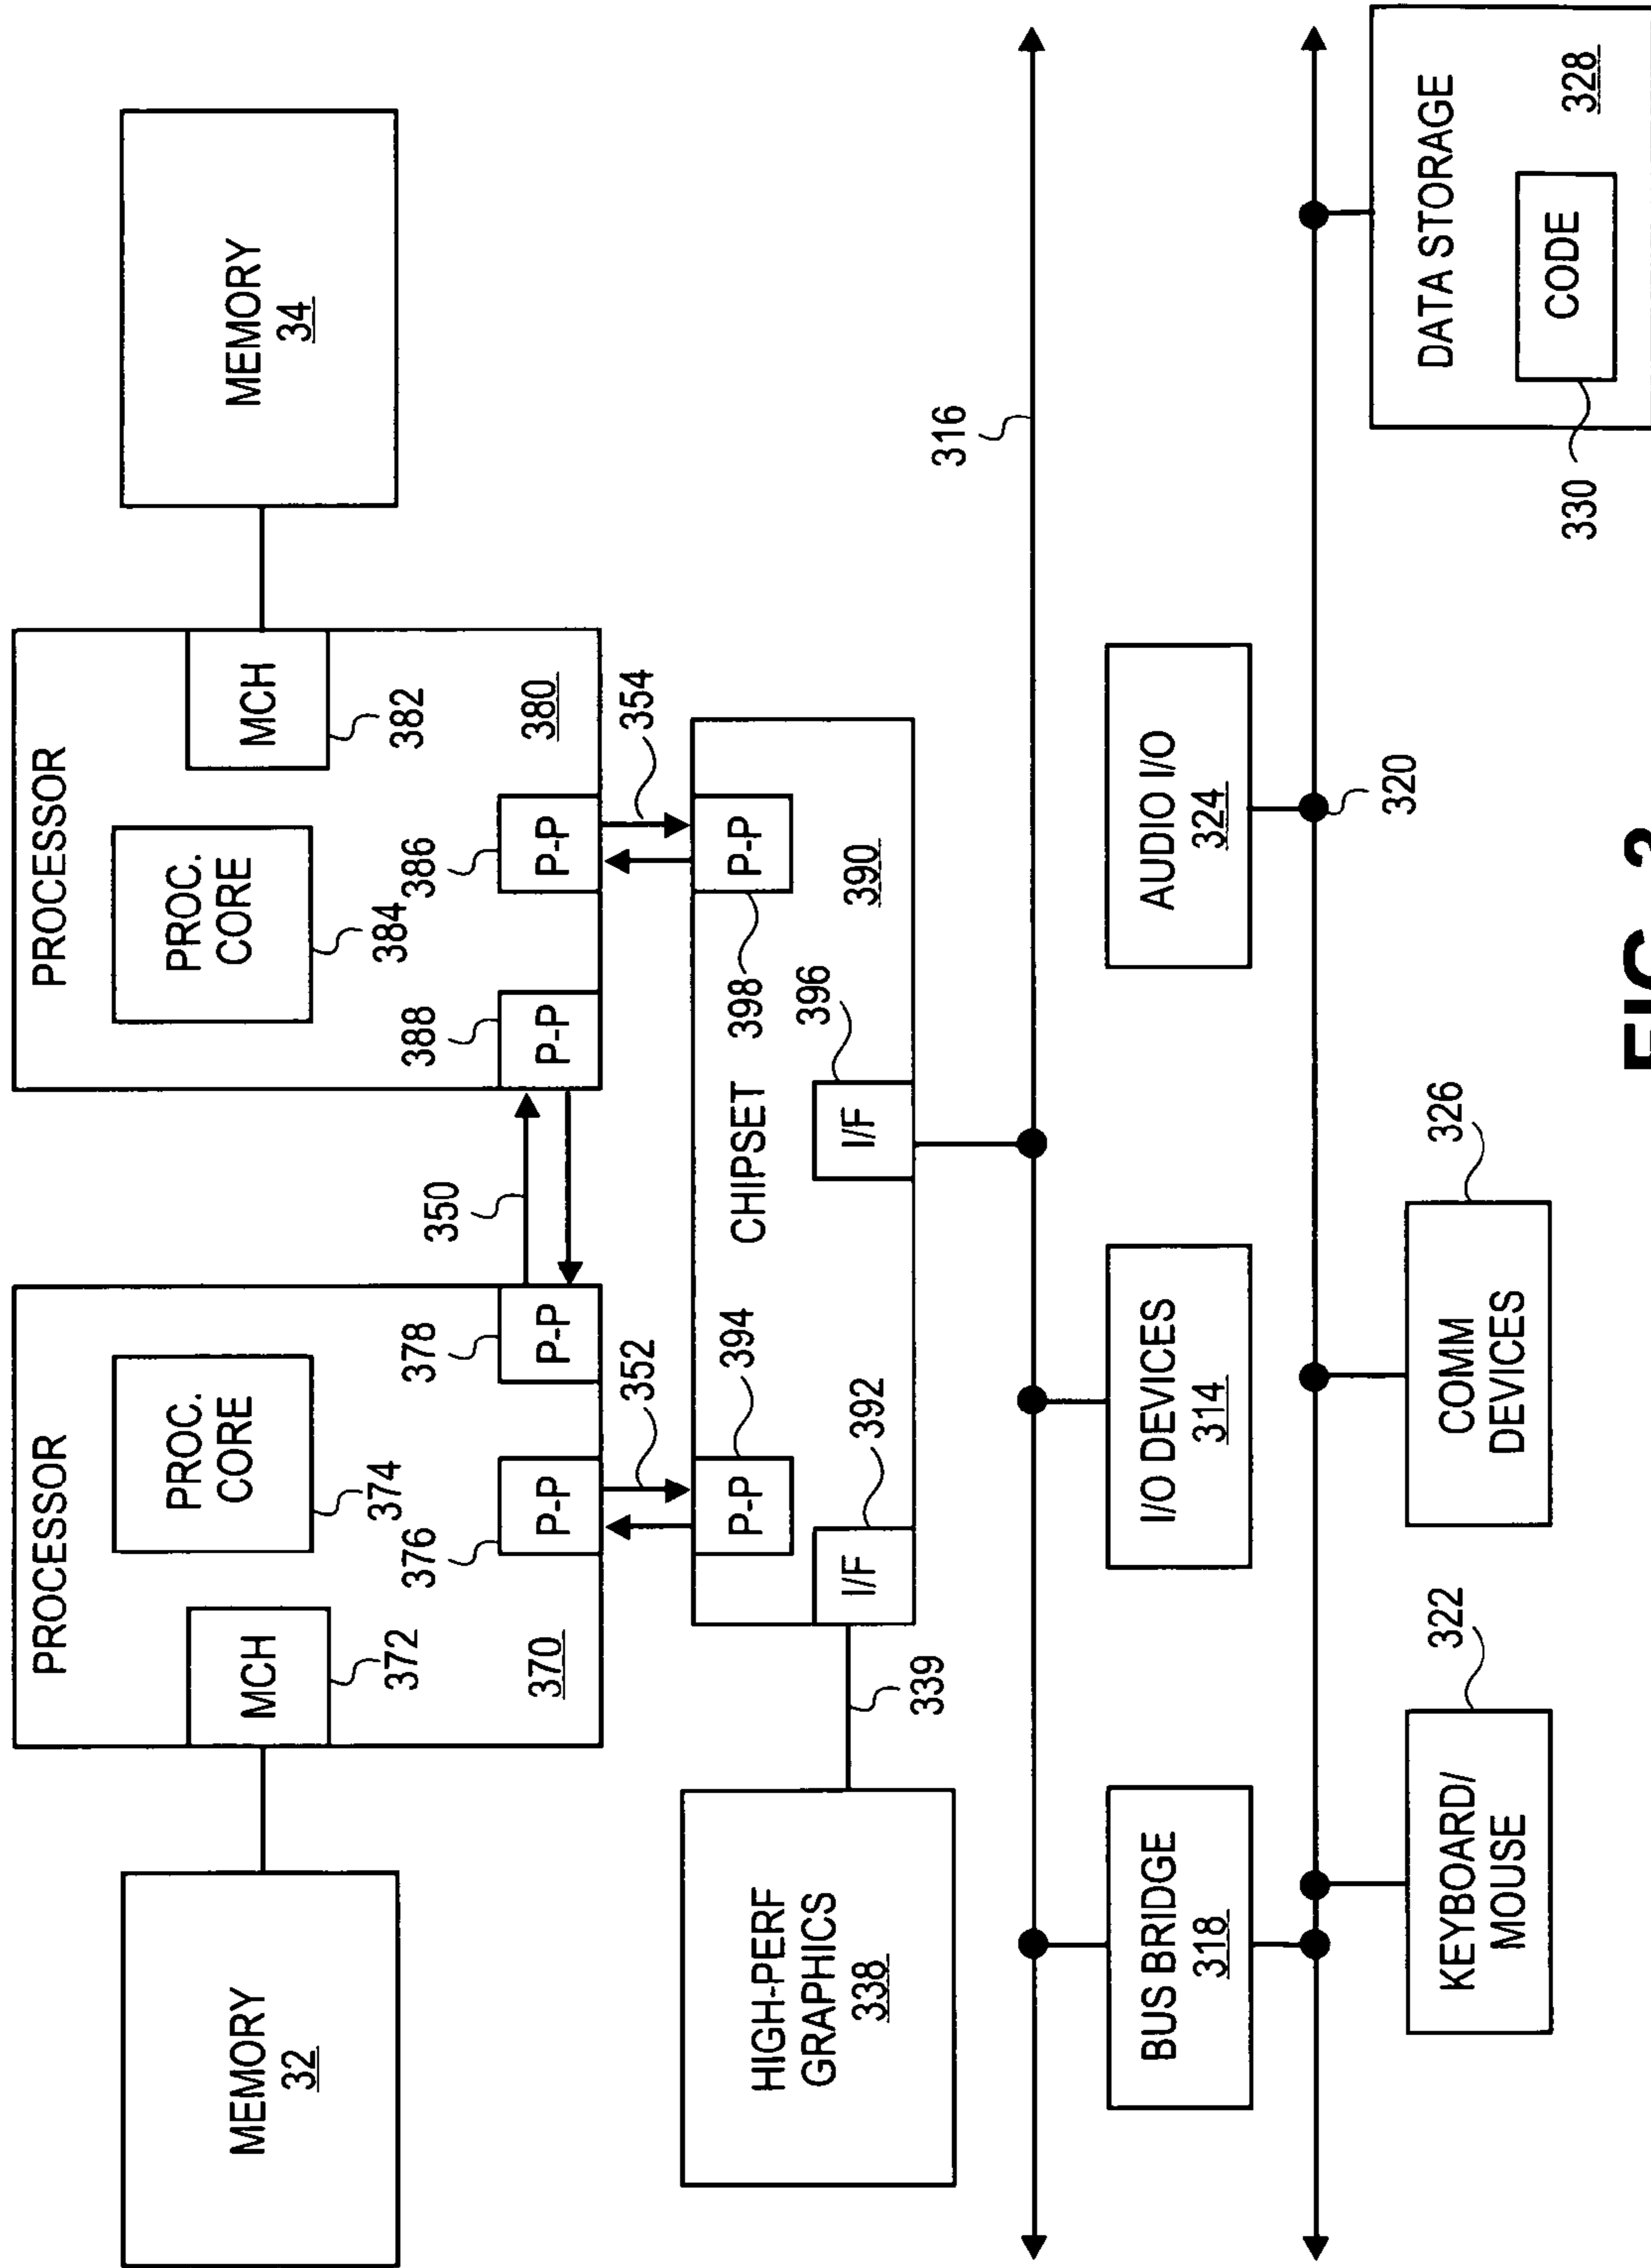 PROCESSOR
PROCESSOR
MEMORY
32
MCH
372
PROC.
CORE
374
PROC.
CORE
384
MCH
382
MEMORY
34
370
376
P-P
378
P-P
350
388
P-P
386
P-P
380
352
354
HIGH-PERF
GRAPHICS
338
339
I/F
392
P-P
394
CHIPSET
I/F
396
P-P
398
390
316
BUS BRIDGE
318
I/O DEVICES
314
AUDIO I/O
324
320
KEYBOARD/
MOUSE
322
COMM
DEVICES
326
DATA STORAGE
CODE
328
330
FIG. 3